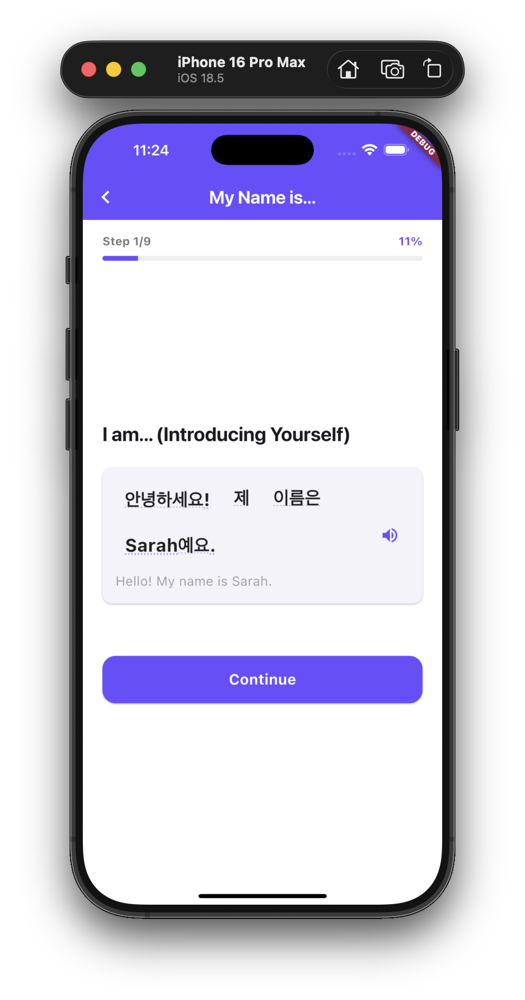 iPhone 16 Pro Max
iOS 18.5
11:24
DEBUG
My Name is...
Step 1/9 11%
I am... (Introducing Yourself)
안녕하세요! 제 이름은
Sarah예요.
Hello! My name is Sarah.
Continue